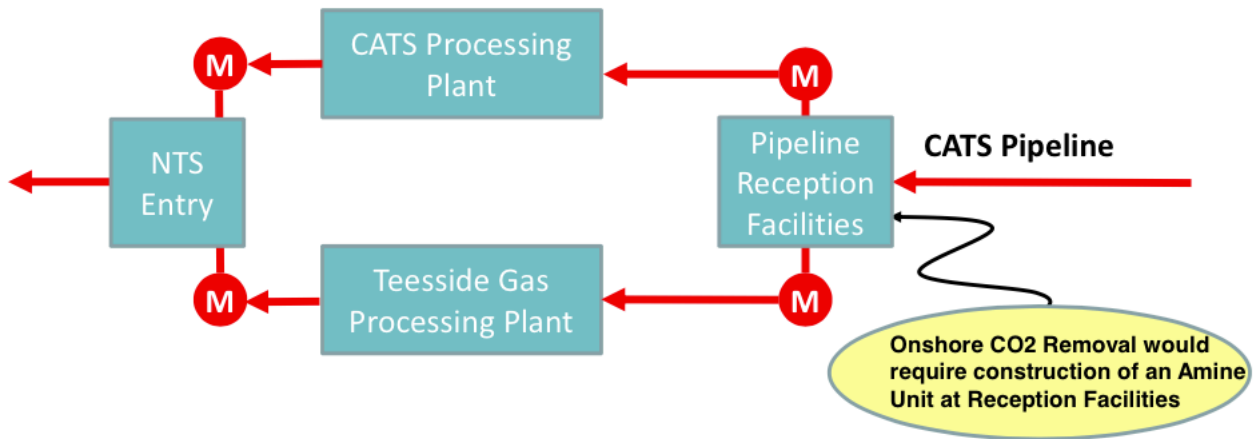 M
CATS Processing
Plant
M
NTS
Entry
Pipeline
Reception
Facilities
CATS Pipeline
M
Teesside Gas
Processing Plant
M
Onshore CO2 Removal would
require construction of an Amine
Unit at Reception Facilities